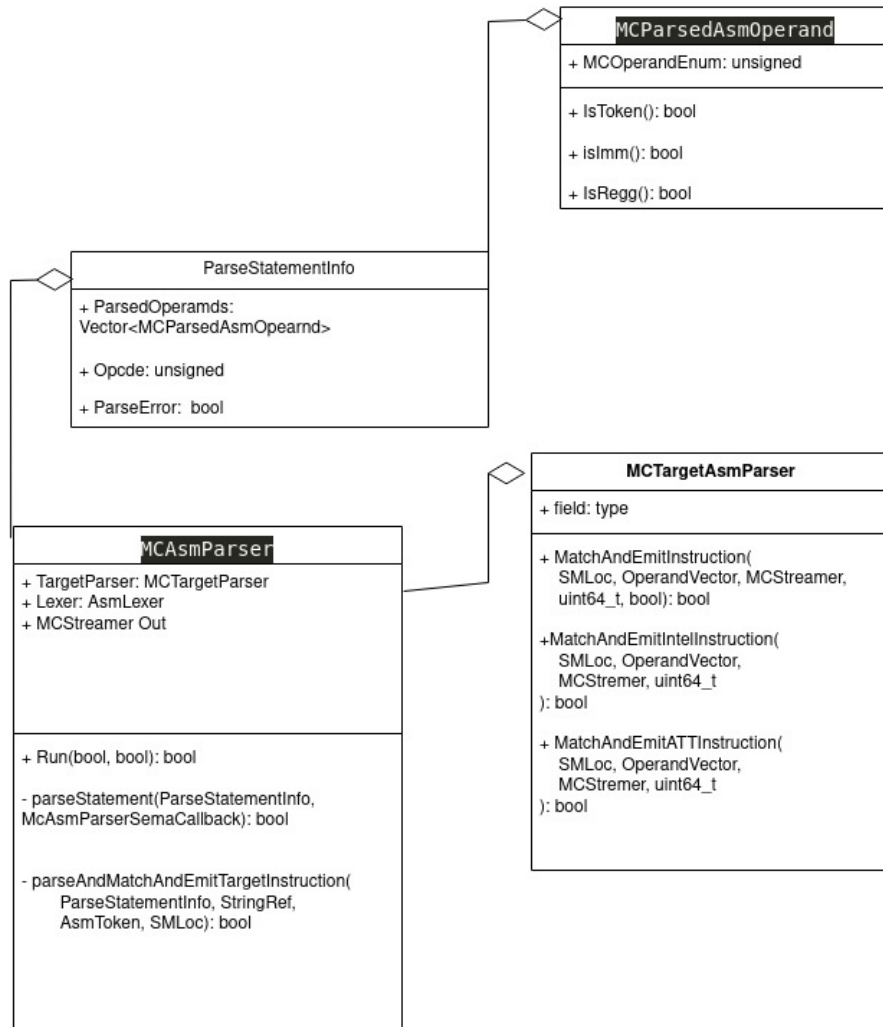 MCParsedAsmOperand
+ MCOperandEnum: unsigned
+ IsToken(): bool
+ isImm(): bool
+ IsRegg(): bool
ParseStatementInfo
+ ParsedOperamds:
Vector<MCParsedAsmOpearnd>
+ Opcde: unsigned
+ ParseError:  bool
MCTargetAsmParser
+ field: type
+ MatchAndEmitInstruction(
SMLoc, OperandVector, MCStreamer,
uint64_t, bool): bool
+MatchAndEmitIntelInstruction(
SMLoc, OperandVector,
MCStremer, uint64_t
): bool
+ MatchAndEmitATTInstruction(
SMLoc, OperandVector,
MCStremer, uint64_t
): bool
MCAsmParser
+ TargetParser: MCTargetParser
+ Lexer: AsmLexer
+ MCStreamer Out
+ Run(bool, bool): bool
- parseStatement(ParseStatementInfo,
McAsmParserSemaCallback): bool
- parseAndMatchAndEmitTargetInstruction(
ParseStatementInfo, StringRef,
AsmToken, SMLoc): bool